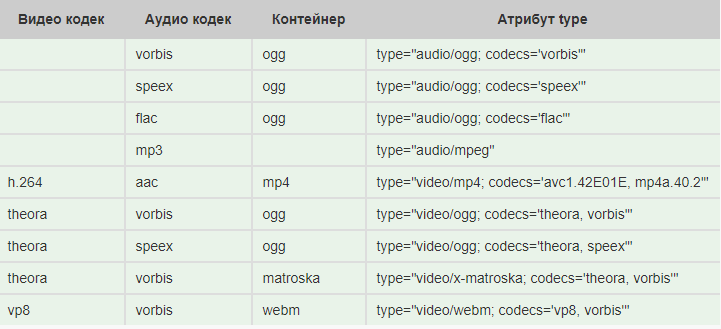 Видео кодек Аудио кодек Контейнер Атрибут type
vorbis ogg type="audio/ogg; codecs='vorbis'"
speex ogg type="audio/ogg; codecs='speex'"
flac ogg type="audio/ogg; codecs='flac'"
mp3 type="audio/mpeg"
h.264 aac mp4 type="video/mp4; codecs='avc1.42E01E, mp4a.40.2'"
theora vorbis ogg type="video/ogg; codecs='theora, vorbis'"
theora speex ogg type="video/ogg; codecs='theora, speex'"
theora vorbis matroska type="video/x-matroska; codecs='theora, vorbis'"
vp8 vorbis webm type="video/webm; codecs='vp8, vorbis'"